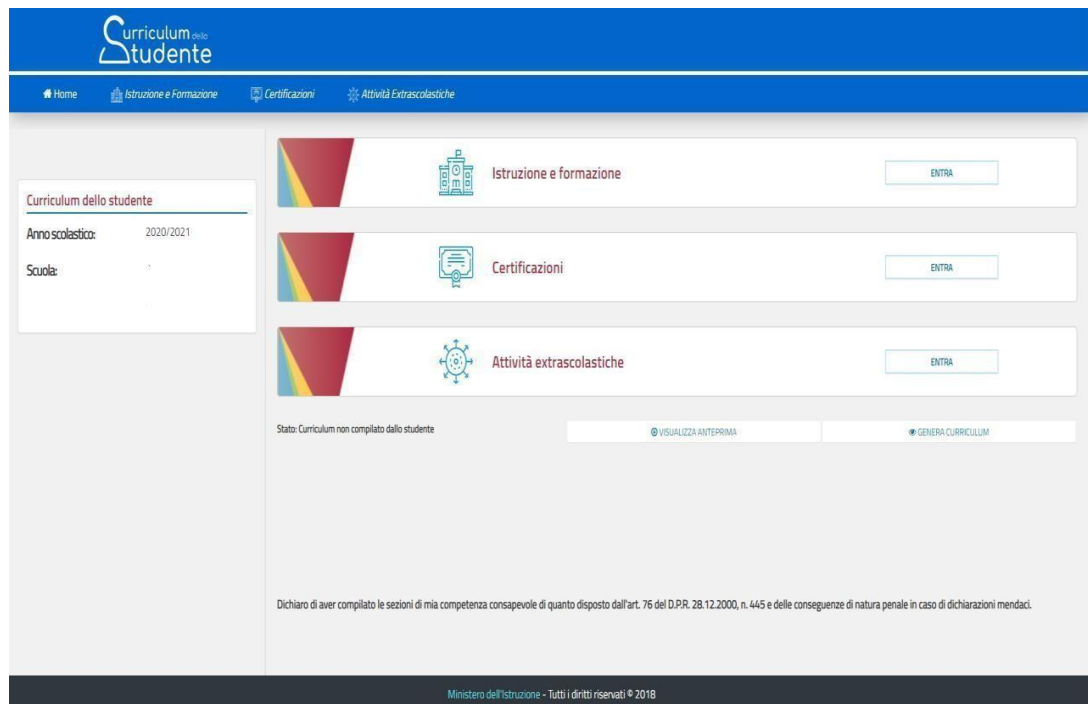 Curriculum dello
Studente
Home Istruzione e Formazione Certificazioni Attività Extrascolastiche
Curriculum dello studente
Anno scolastico: 2020/2021
Scuola:
Istruzione e formazione ENTRA
Certificazioni ENTRA
Attività extrascolastiche ENTRA
Stato: Curriculum non compilato dallo studente VISUALIZZA ANTEPRIMA GENERA CURRICULUM
Dichiaro di aver compilato le sezioni di mia competenza consapevole di quanto disposto dall'art. 76 del D.P.R. 28.12.2000, n. 445 e delle conseguenze di natura penale in caso di dichiarazioni mendaci.
Ministero dell'Istruzione - Tutti i diritti riservati © 2018